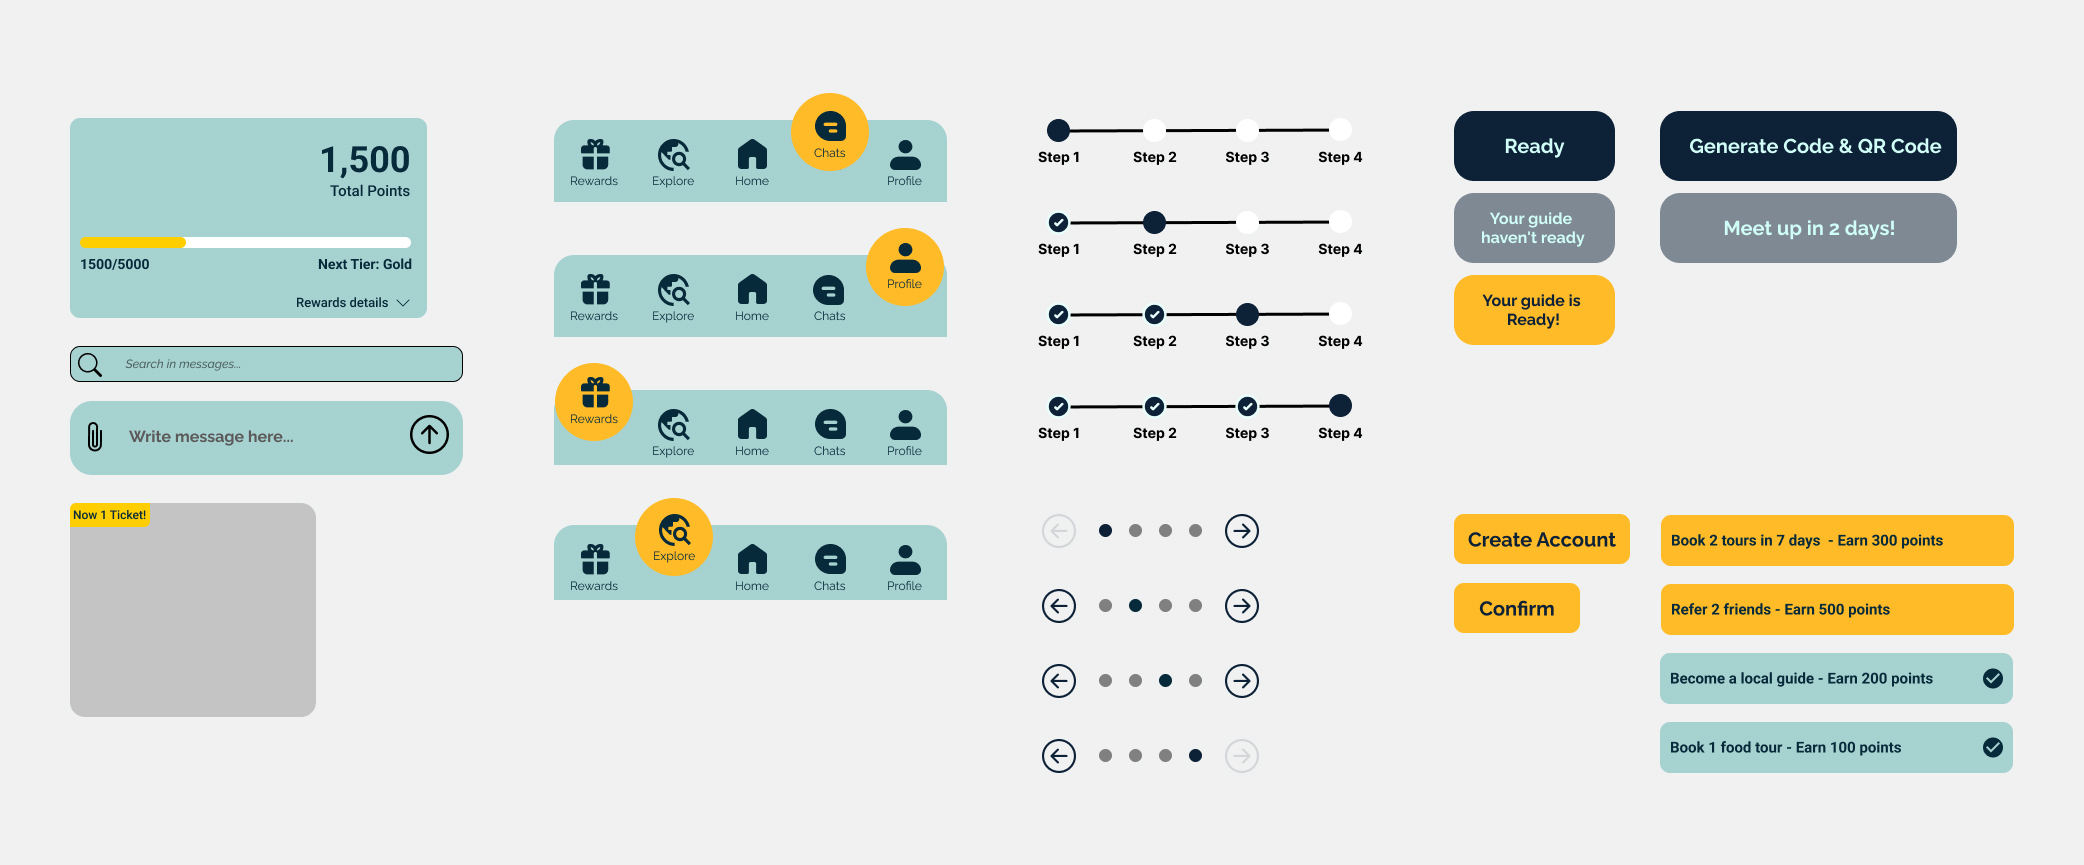 1,500
Total Points
1500/5000
Next Tier: Gold
Rewards details
Search in messages...
Write message here...
Now 1 Ticket!
Rewards
Explore
Home
Chats
Profile
Rewards
Explore
Home
Chats
Profile
Rewards
Explore
Home
Chats
Profile
Rewards
Explore
Home
Chats
Profile
Step 1
Step 2
Step 3
Step 4
Step 1
Step 2
Step 3
Step 4
Step 1
Step 2
Step 3
Step 4
Step 1
Step 2
Step 3
Step 4
Ready
Your guide
haven't ready
Your guide is
Ready!
Generate Code & QR Code
Meet up in 2 days!
Create Account
Confirm
Book 2 tours in 7 days  - Earn 300 points
Refer 2 friends - Earn 500 points
Become a local guide - Earn 200 points
Book 1 food tour - Earn 100 points